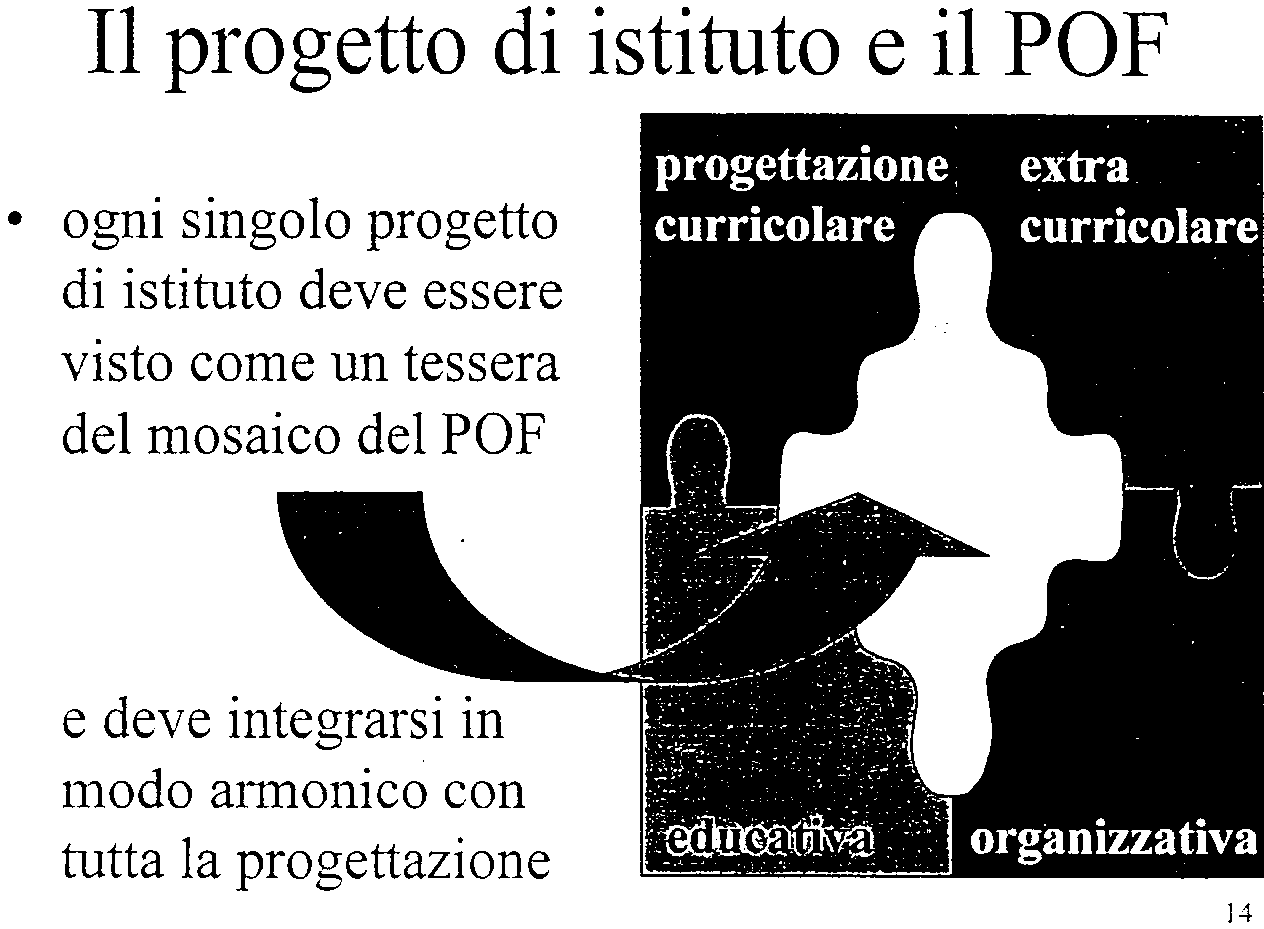 Il progetto di istituto e il POF
• ogni singolo progetto
di istituto deve essere
visto come un tessera
del mosaico del POF
e deve integrarsi in
modo armonico con
tutta la progettazione
progettazione
curricolare
extra
curricolare
educativa
organizzativa
14